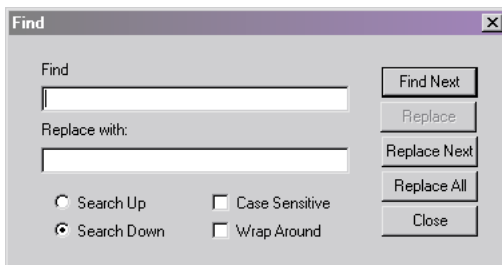 Find
Find
Replace with:
Search Up
Search Down
Case Sensitive
Wrap Around
Find Next
Replace
Replace Next
Replace All
Close